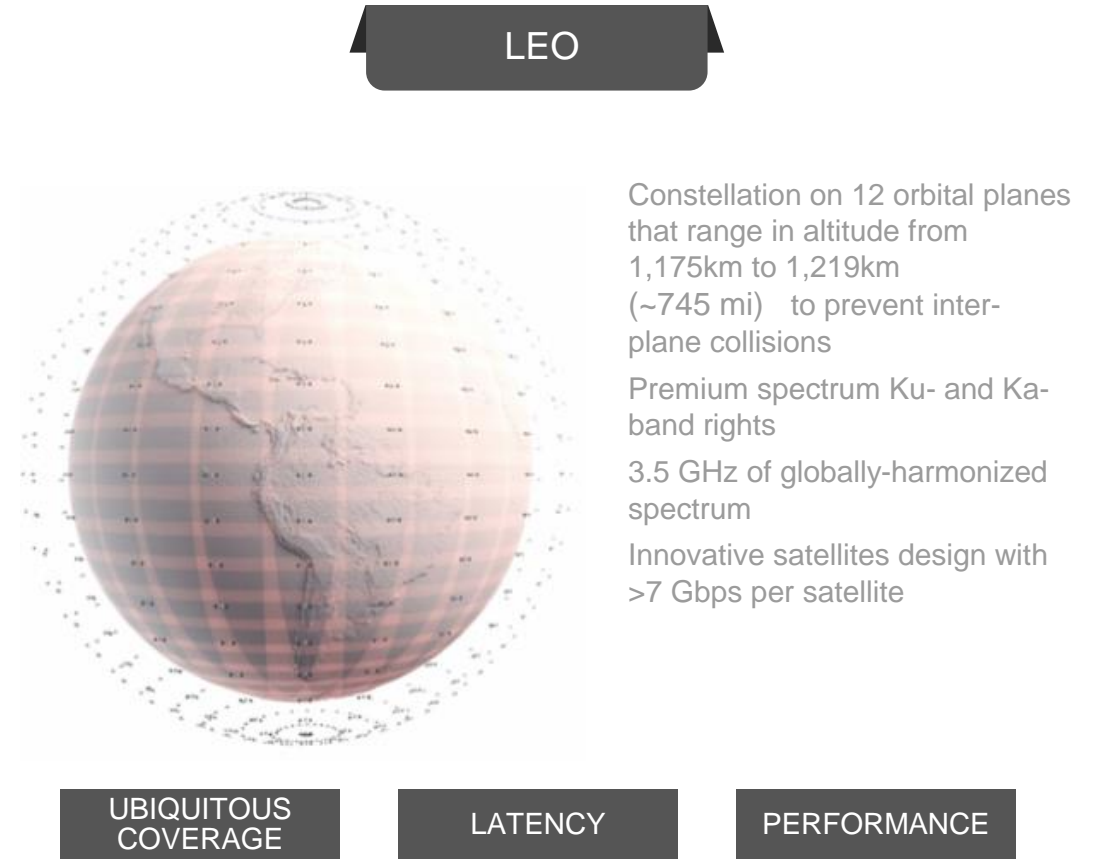 LEO
Constellation on 12 orbital planes
that range in altitude from
1,175km to 1,219km
(~745 mi) to prevent inter-
plane collisions
Premium spectrum Ku- and Ka-
band rights
3.5 GHz of globally-harmonized
spectrum
Innovative satellites design with
>7 Gbps per satellite
UBIQUITOUS
COVERAGE
LATENCY
PERFORMANCE